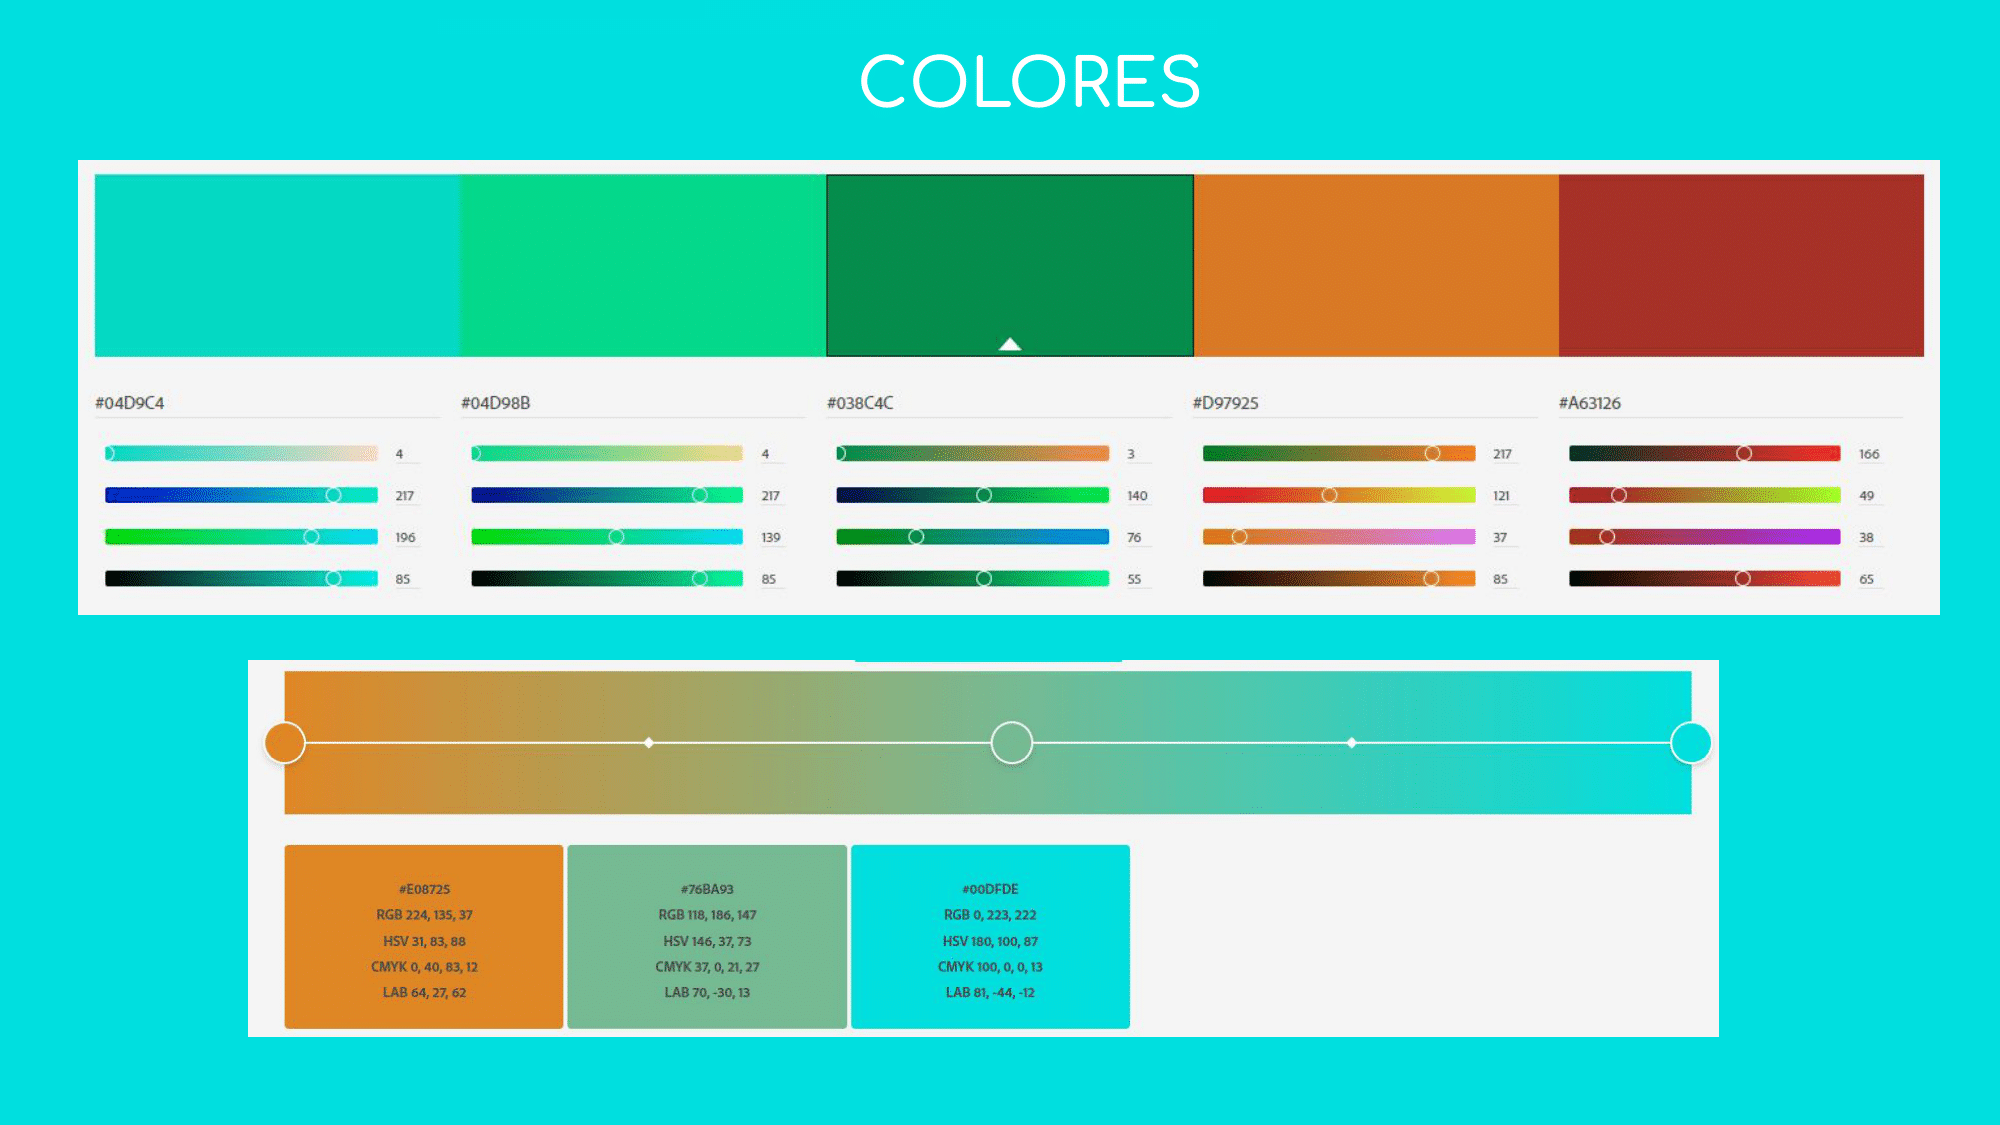 COLORES
#04D9C4 #04D98B #038C4C #D97925 #A63126
4 4 3 217 166
217 217 140 121 49
196 139 76 37 38
85 85 55 85 65
#E08725 #76BA93 #00DFDE
RGB 224, 135, 37 RGB 118, 186, 147 RGB 0, 223, 222
HSV 31, 83, 88 HSV 146, 37, 73 HSV 180, 100, 87
CMYK 0, 40, 83, 12 CMYK 37, 0, 21, 27 CMYK 100, 0, 0, 13
LAB 64, 27, 62 LAB 70, -30, 13 LAB 81, -44, -12